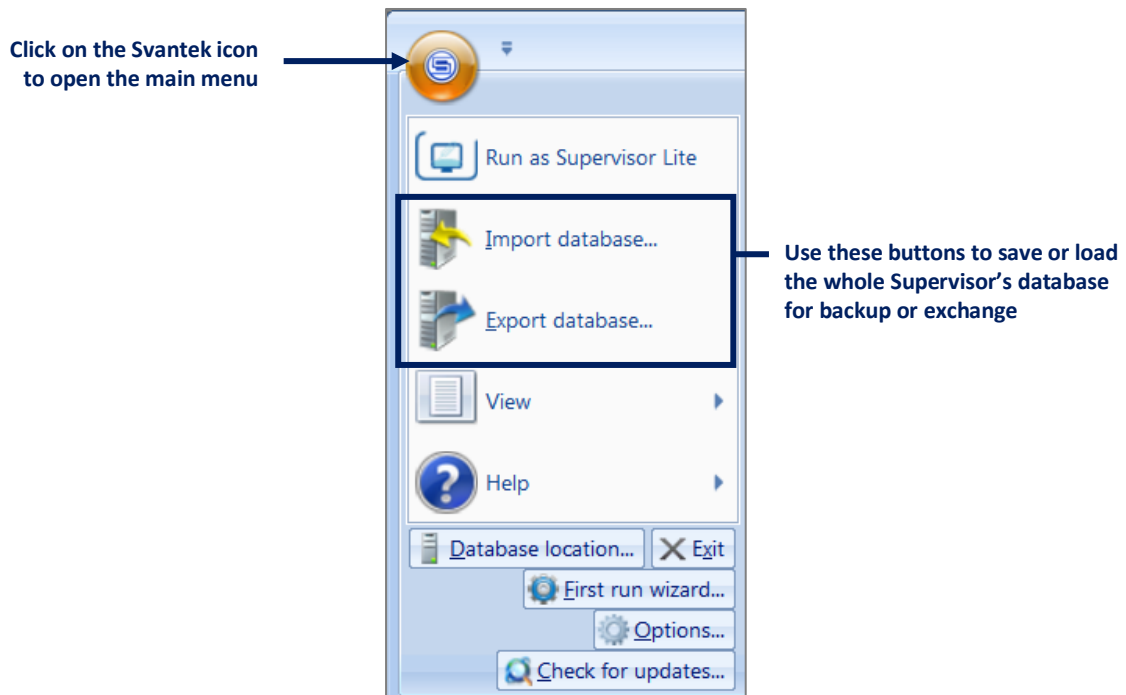 Click on the Svantek icon
to open the main menu
Run as Supervisor Lite
Import database...
Export database...
Use these buttons to save or load
the whole Supervisor’s database
for backup or exchange
View
Help
Database location...
Exit
First run wizard...
Options...
Check for updates...